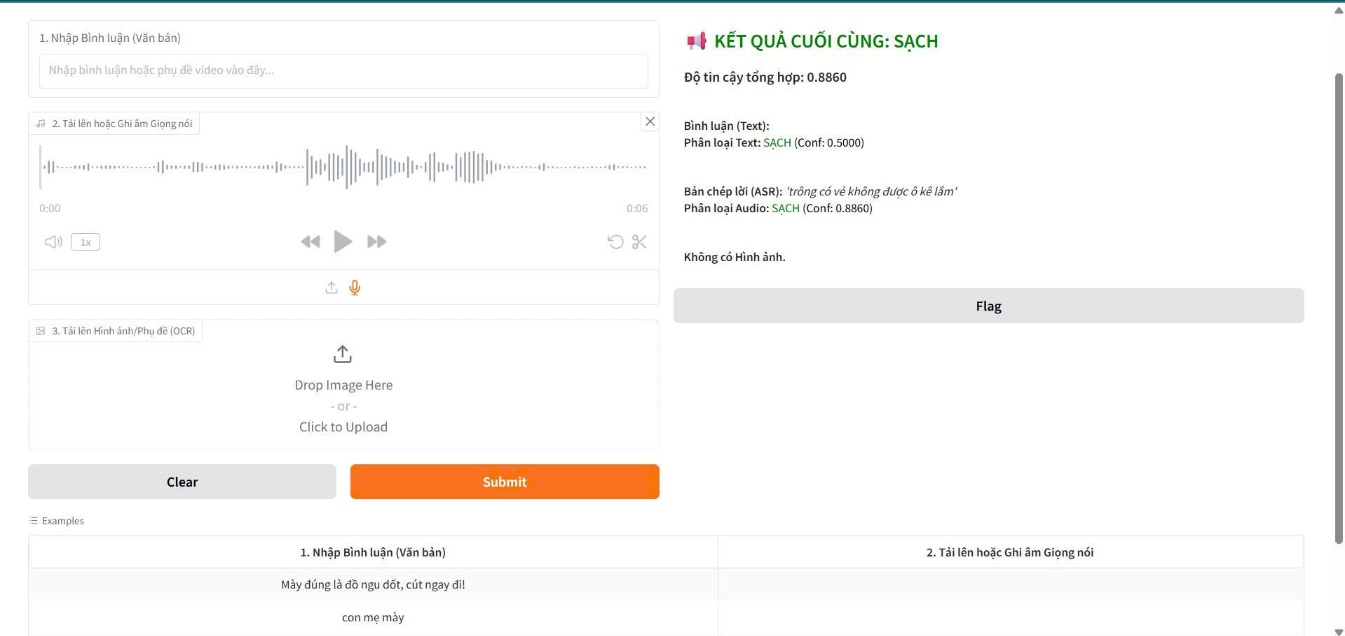 1. Nhập Bình luận (Văn bản)
Nhập bình luận hoặc phụ đề video vào đây...
2. Tải lên hoặc Ghi âm Giọng nói
0:00
0:06
1x
3. Tải lên Hình ảnh/Phụ đề (OCR)
Drop Image Here
- or -
Click to Upload
Clear
Submit
KẾT QUẢ CUỐI CÙNG: SẠCH
Độ tin cậy tổng hợp: 0.8860
Bình luận (Text):
Phân loại Text: SẠCH (Conf: 0.5000)
Bản chép lời (ASR): 'trông có vẻ không được ô kê lắm'
Phân loại Audio: SẠCH (Conf: 0.8860)
Không có Hình ảnh.
Flag
Examples
1. Nhập Bình luận (Văn bản)
2. Tải lên hoặc Ghi âm Giọng nói
Mày đúng là đồ ngu dốt, cút ngay đi!
con mẹ mày